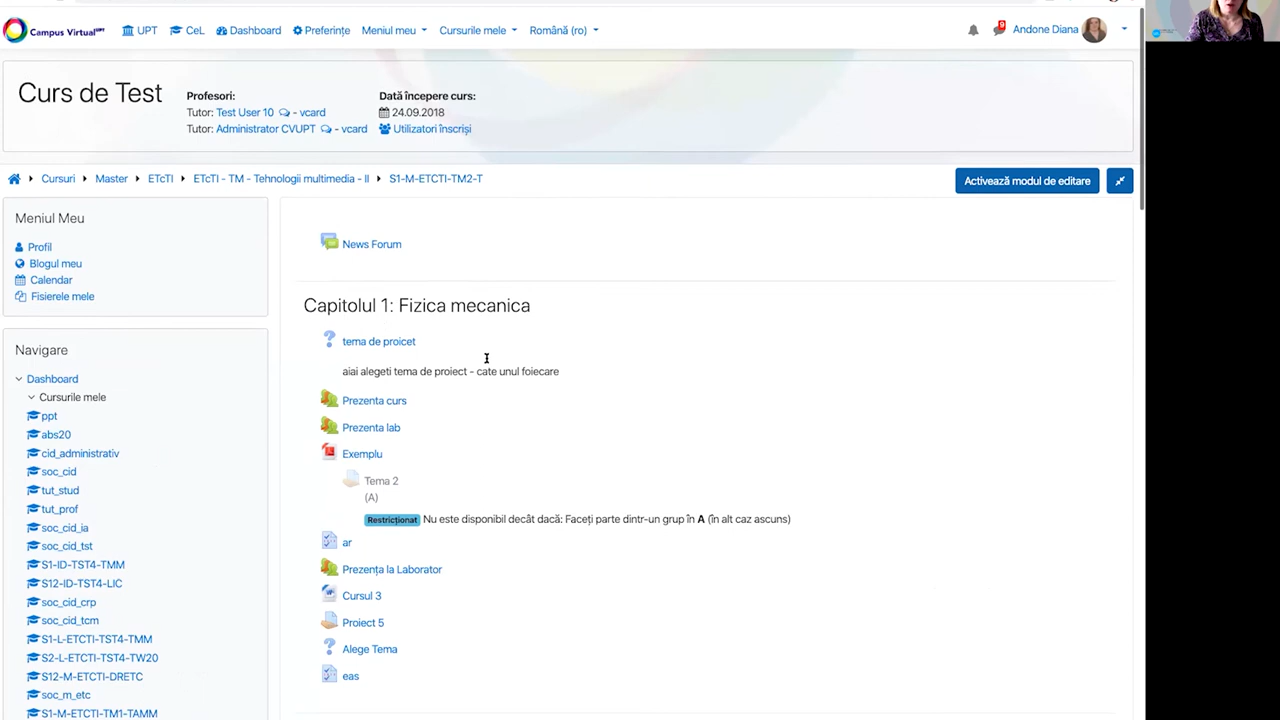 Campus Virtual UPT
UPT
CeL
Dashboard
Preferințe
Meniul meu
Cursurile mele
Română (ro)
9
Andone Diana
Curs de Test
Profesori:
Tutor: Test User 10 - vcard
Tutor: Administrator CVUPT - vcard
Dată începere curs:
24.09.2018
Utilizatori înscriși
Cursuri
Master
ETcTI
ETcTI - TM - Tehnologii multimedia - II
S1-M-ETCTI-TM2-T
Activează modul de editare
Meniul Meu
Profil
Blogul meu
Calendar
Fisierele mele
Navigare
Dashboard
Cursurile mele
ppt
abs20
cid_administrativ
soc_cid
tut_stud
tut_prof
soc_cid_ia
soc_cid_tst
S1-ID-TST4-TMM
S12-ID-TST4-LIC
soc_cid_crp
soc_cid_tcm
S1-L-ETCTI-TST4-TMM
S2-L-ETCTI-TST4-TW20
S12-M-ETCTI-DRETC
soc_m_etc
S1-M-ETCTI-TM1-TAMM
News Forum
Capitolul 1: Fizica mecanica
tema de proicet
aiai alegeti tema de proiect - cate unul foiecare
Prezenta curs
Prezenta lab
Exemplu
Tema 2
(A)
Restricționat Nu este disponibil decât dacă: Faceți parte dintr-un grup în A (în alt caz ascuns)
ar
Prezența la Laborator
Cursul 3
Proiect 5
Alege Tema
eas